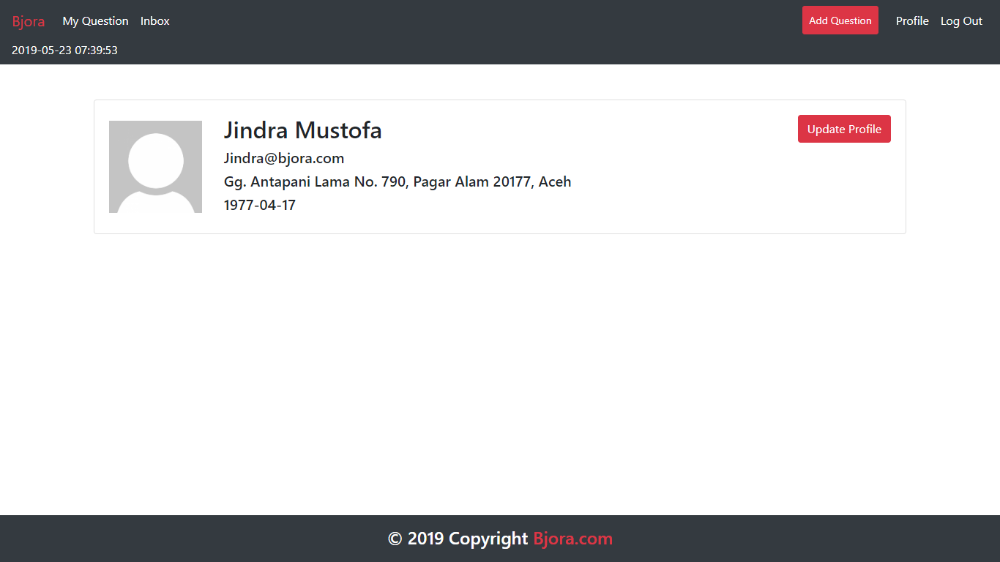 Bjora My Question Inbox Add Question Profile Log Out
2019-05-23 07:39:53
Jindra Mustofa
Update Profile
Jindra@bjora.com
Gg. Antapani Lama No. 790, Pagar Alam 20177, Aceh
1977-04-17
© 2019 Copyright Bjora.com